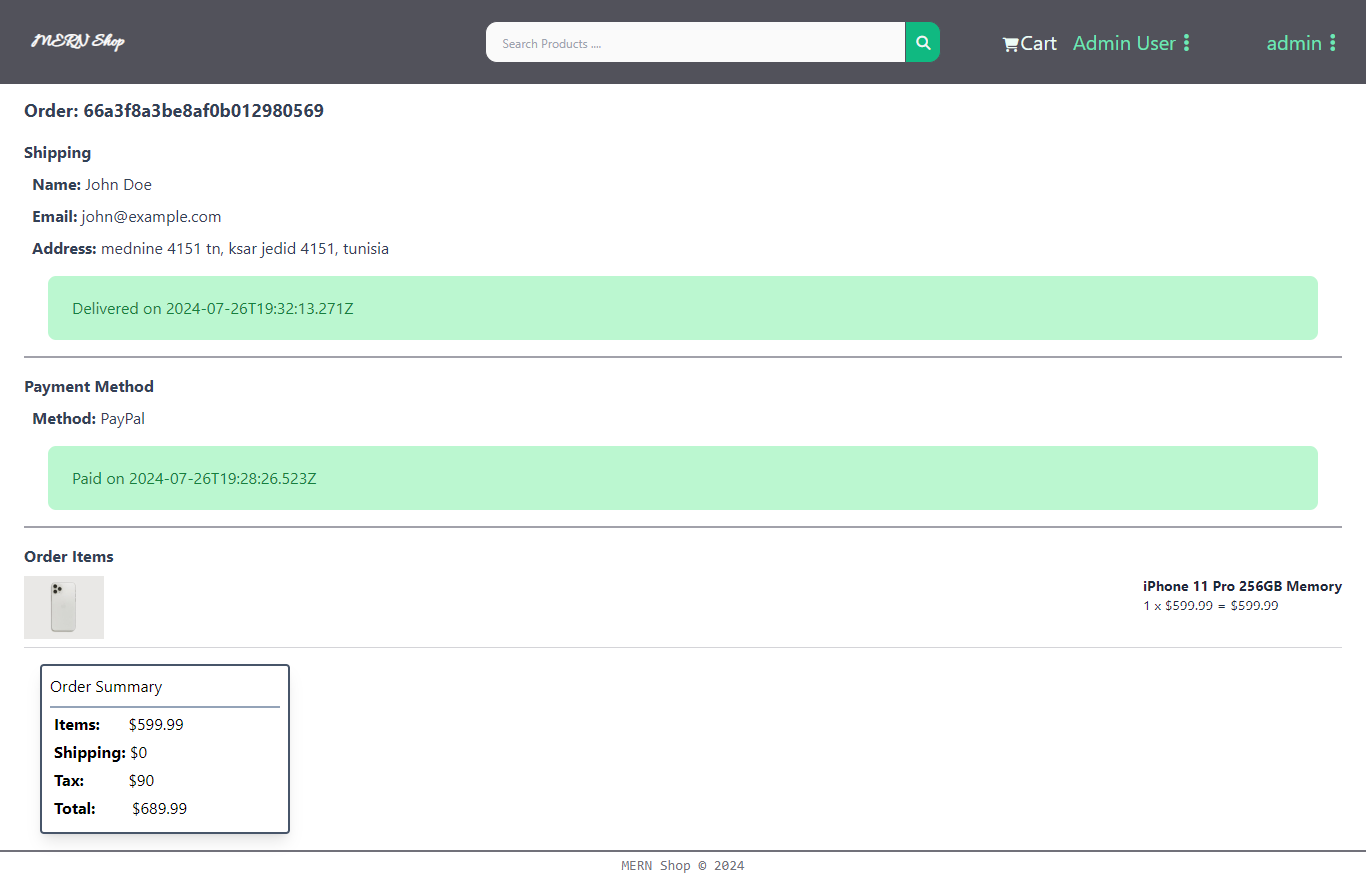 MERN Shop
Search Products ....
Cart
Admin User
admin
Order: 66a3f8a3be8af0b012980569
Shipping
Name: John Doe
Email: john@example.com
Address: mednine 4151 tn, ksar jedid 4151, tunisia
Delivered on 2024-07-26T19:32:13.271Z
Payment Method
Method: PayPal
Paid on 2024-07-26T19:28:26.523Z
Order Items
iPhone 11 Pro 256GB Memory
1 x $599.99 = $599.99
Order Summary
Items: $599.99
Shipping: $0
Tax: $90
Total: $689.99
MERN Shop © 2024